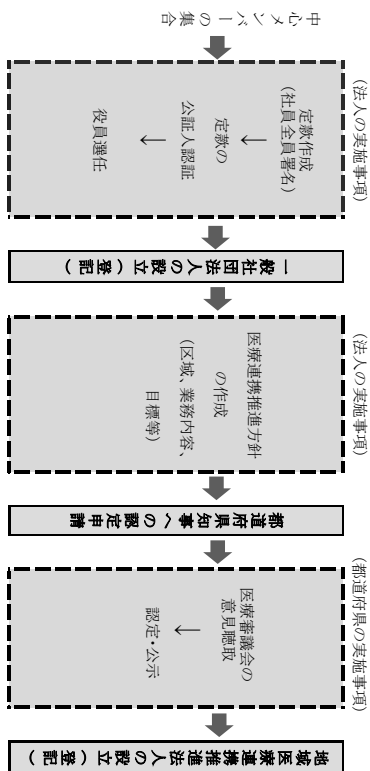 中心メンバーの集合
(法人の実施事項)
定款作成
(社員全員署名)
↓
定款の
公証人認証
↓
役員選任
一般社団法人の設立(登記)
(法人の実施事項)
医療連携推進方針
の作成
(区域、業務内容、
目標等)
都道府県知事への認定申請
(都道府県の実施事項)
医療審議会の
意見聴取
↓
認定・公示
地域医療連携推進法人の設立(登記)